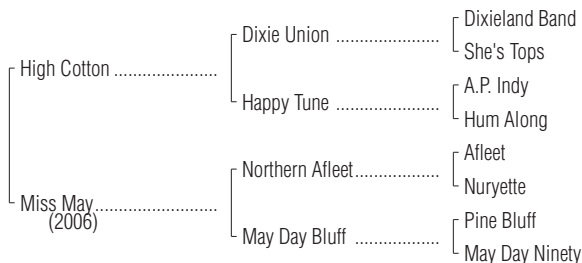 Dixieland Band
Dixie Union ........................
She's Tops
High Cotton ........................
A.P. Indy
Happy Tune ........................
Hum Along
Afleet
Northern Afleet....................
Nuryette
Miss May............................
(2006)
Pine Bluff
May Day Bluff ....................
May Day Ninety